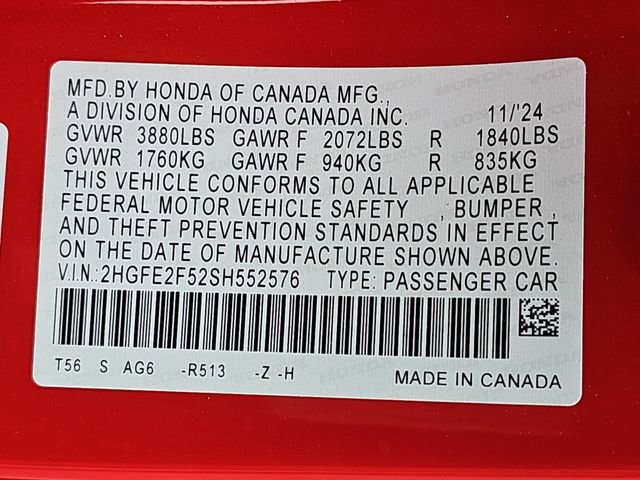 MFD.BY HONDA OF CANADA MFG.,
A DIVISION OF HONDA CANADA INC. 11/'24
GVWR 3880LBS GAWR F 2072LBS R 1840LBS
GVWR 1760KG GAWR F 940KG R 835KG
THIS VEHICLE CONFORMS TO ALL APPLICABLE
FEDERAL MOTOR VEHICLE SAFETY , BUMPER ,
AND THEFT PREVENTION STANDARDS IN EFFECT
ON THE DATE OF MANUFACTURE SHOWN ABOVE.
V.I.N.:2HGFE2F52SH552576 TYPE: PASSENGER CAR
T56 S AG6 -R513 -Z -H
MADE IN CANADA